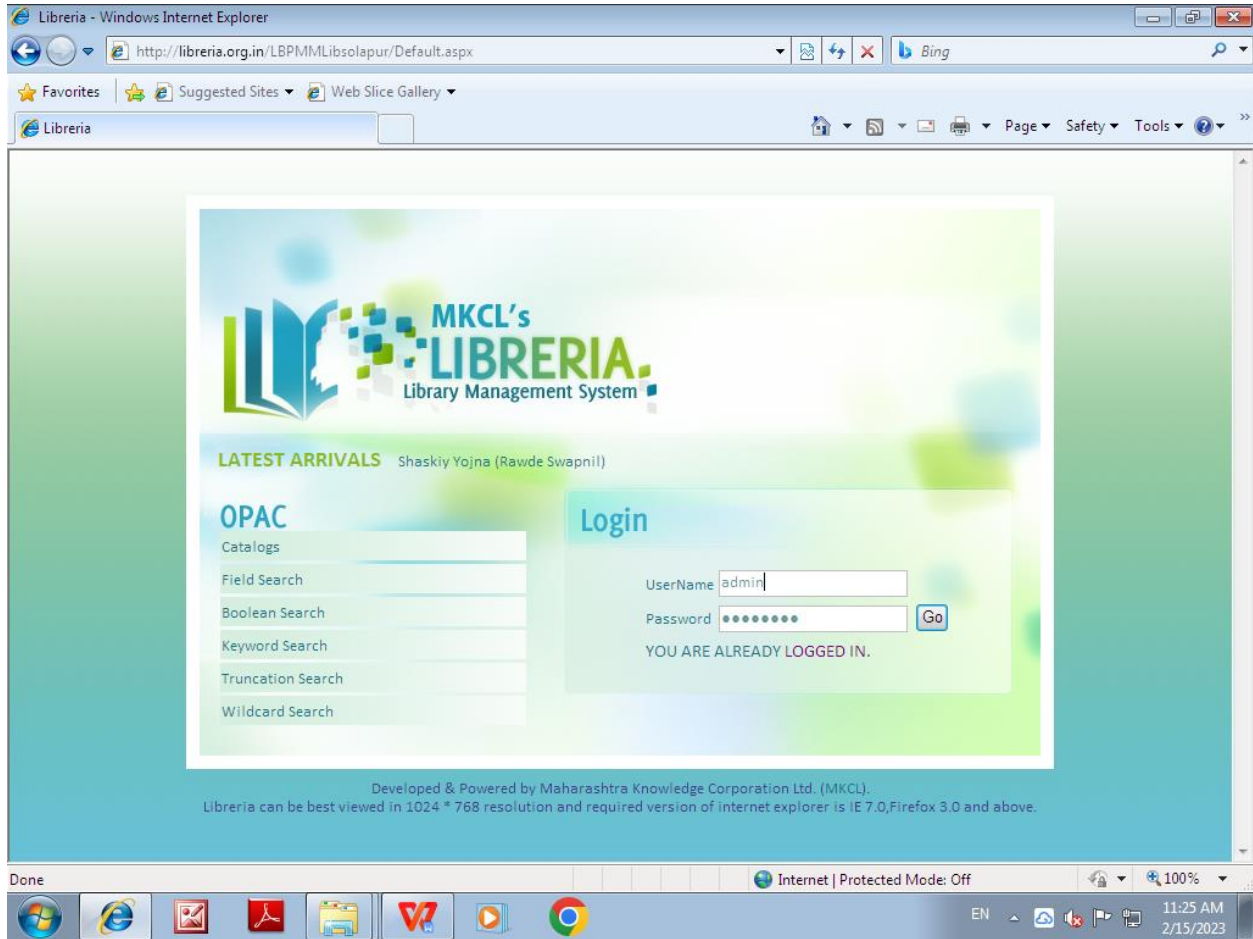 Libreria - Windows Internet Explorer
http://libreria.org.in/LBPMMLibsolapur/Default.aspx
Bing
Favorites Suggested Sites Web Slice Gallery
Libreria
Page Safety Tools
MKCL's
LIBRERIA
Library Management System
LATEST ARRIVALS Shaskiy Yojna (Rawde Swapnil)
OPAC
Catalogs
Field Search
Boolean Search
Keyword Search
Truncation Search
Wildcard Search
Login
UserName admin
Password ●●●●●●●●
Go
YOU ARE ALREADY LOGGED IN.
Developed & Powered by Maharashtra Knowledge Corporation Ltd. (MKCL).
Libreria can be best viewed in 1024 * 768 resolution and required version of internet explorer is IE 7.0,Firefox 3.0 and above.
Done
Internet | Protected Mode: Off
100%
EN
11:25 AM
2/15/2023